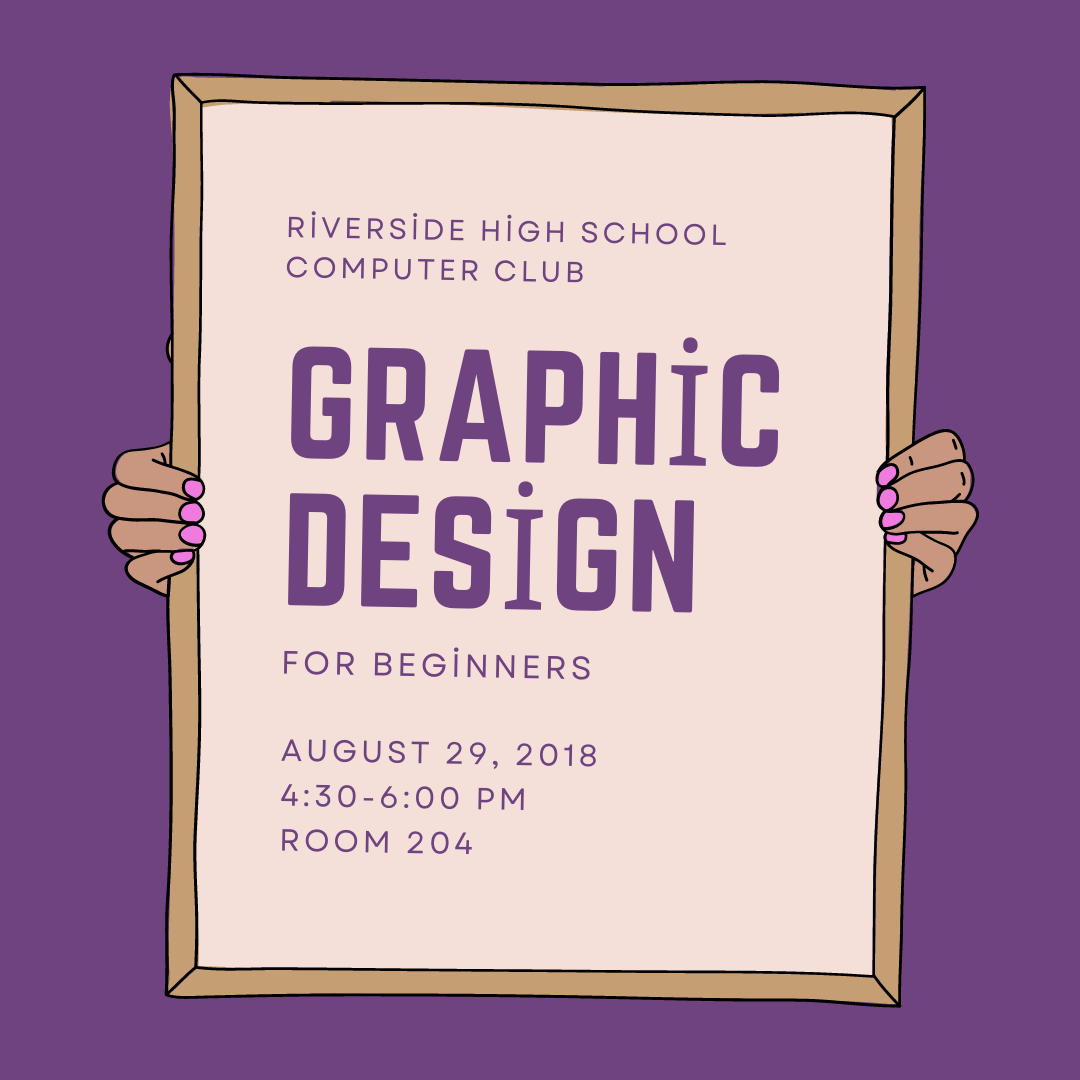 RİVERSİDE HİGH SCHOOL
COMPUTER CLUB
GRAPHİC
DESİGN
FOR BEGİNNERS
AUGUST 29, 2018
4:30-6:00 PM
ROOM 204